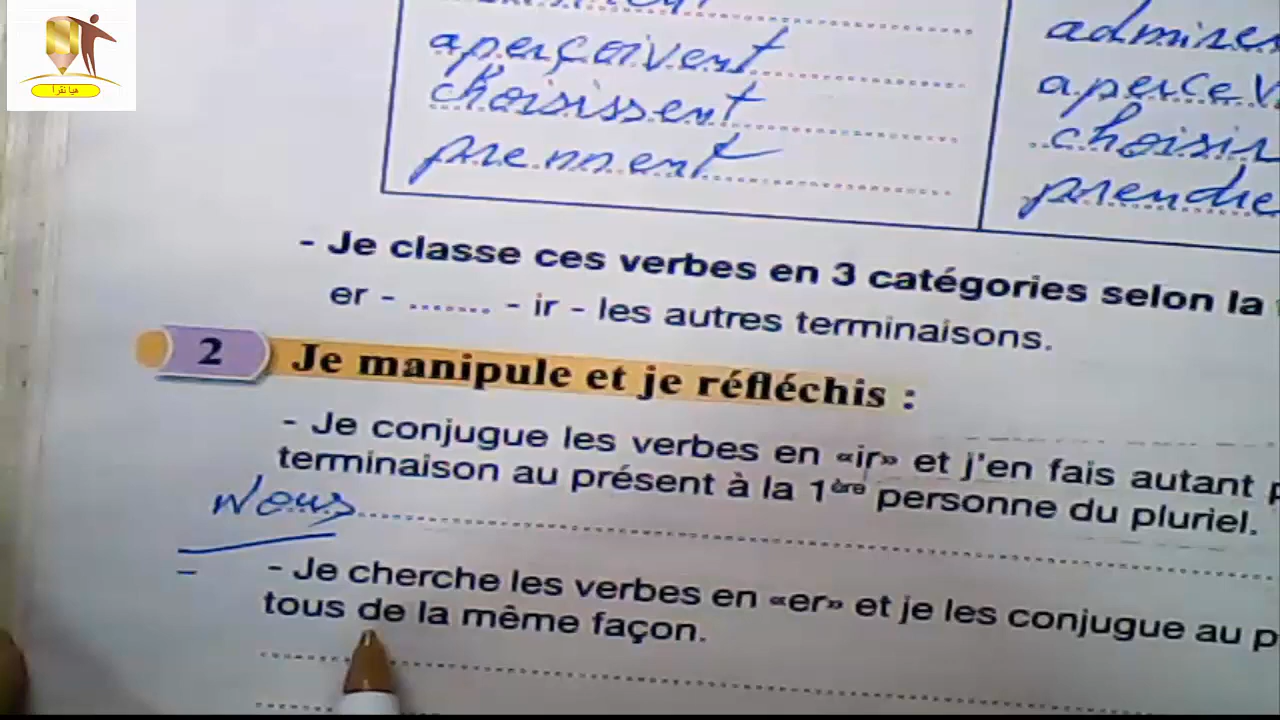 هيا نقرأ
aperçoivent
choisissent
prennent
admirer
aperceV
choisir
prendre
- Je classe ces verbes en 3 catégories selon la
er - ....... - ir - les autres terminaisons.
2 Je manipule et je réfléchis :
- Je conjugue les verbes en «ir» et j'en fais autant p
terminaison au présent à la 1ère personne du pluriel.
Nous
- Je cherche les verbes en «er» et je les conjugue au p
tous de la même façon.